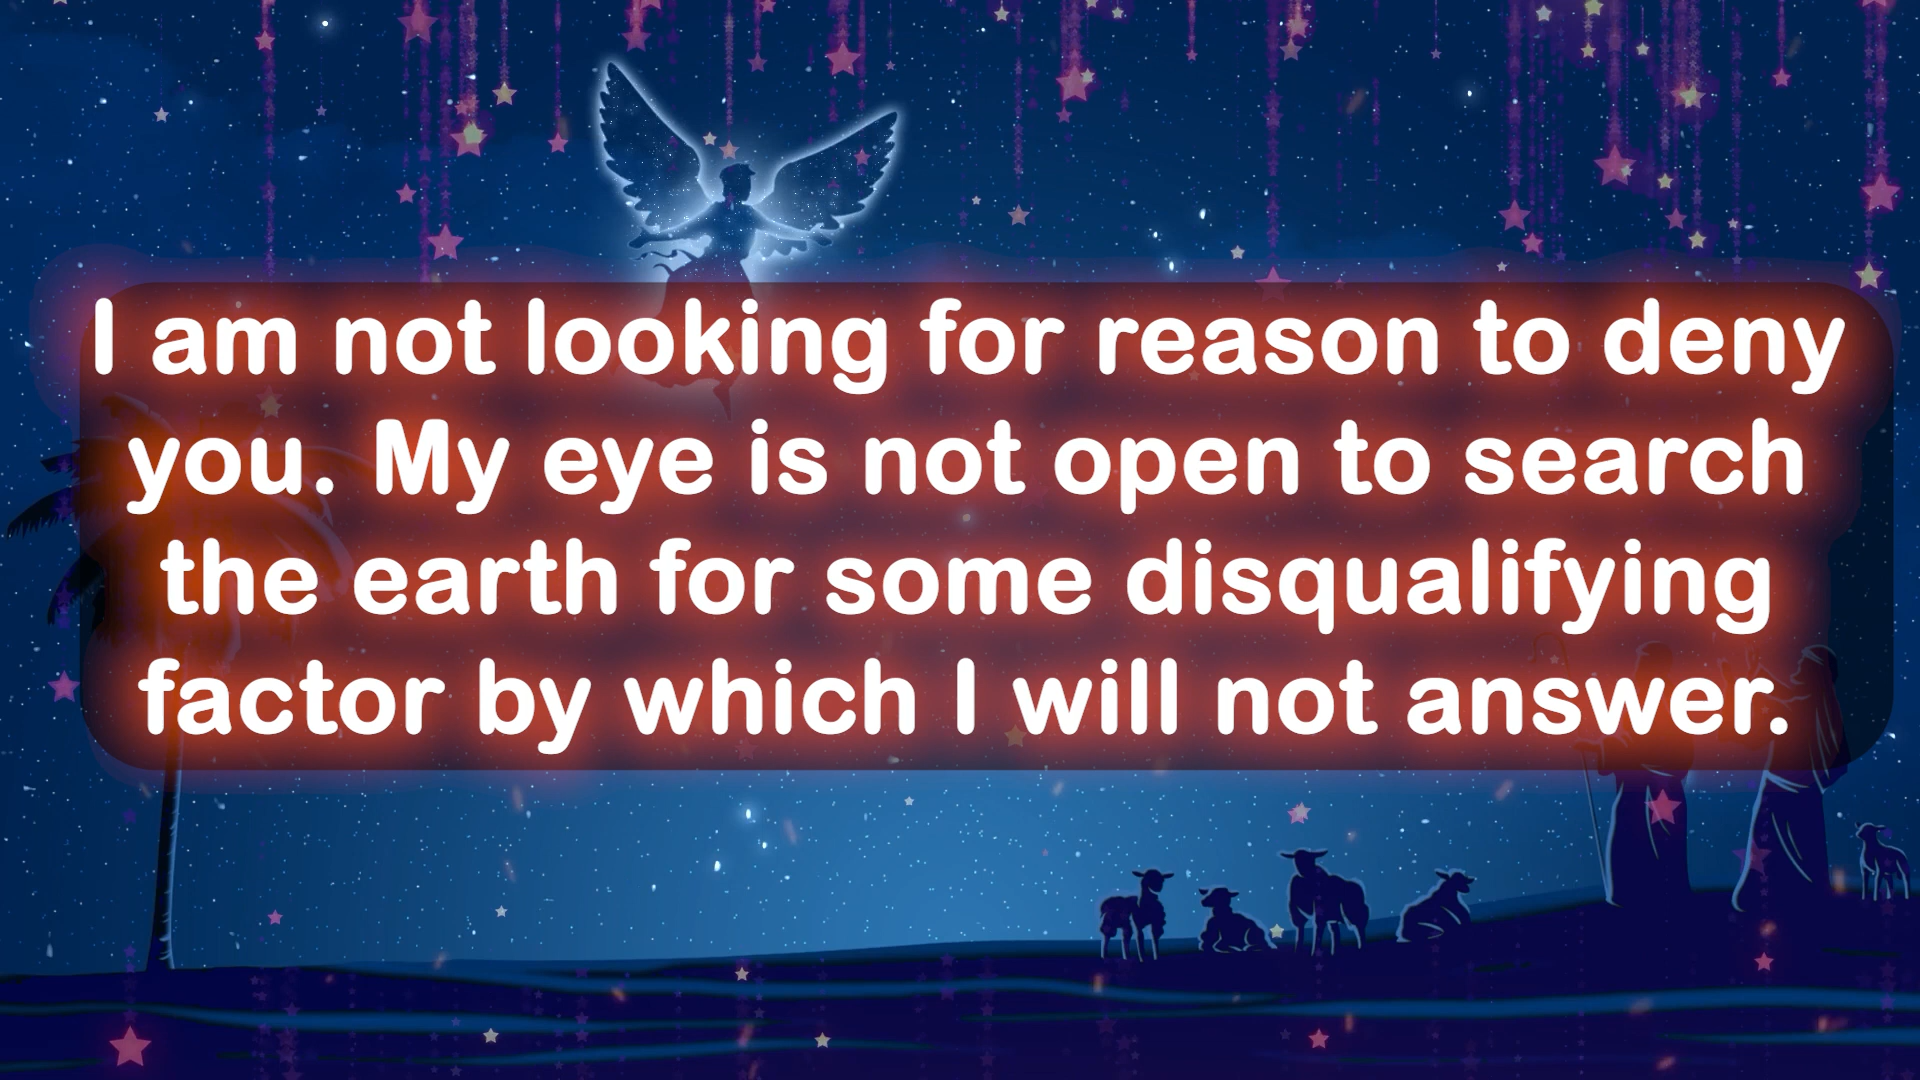 I am not looking for reason to deny
you. My eye is not open to search
the earth for some disqualifying
factor by which I will not answer.